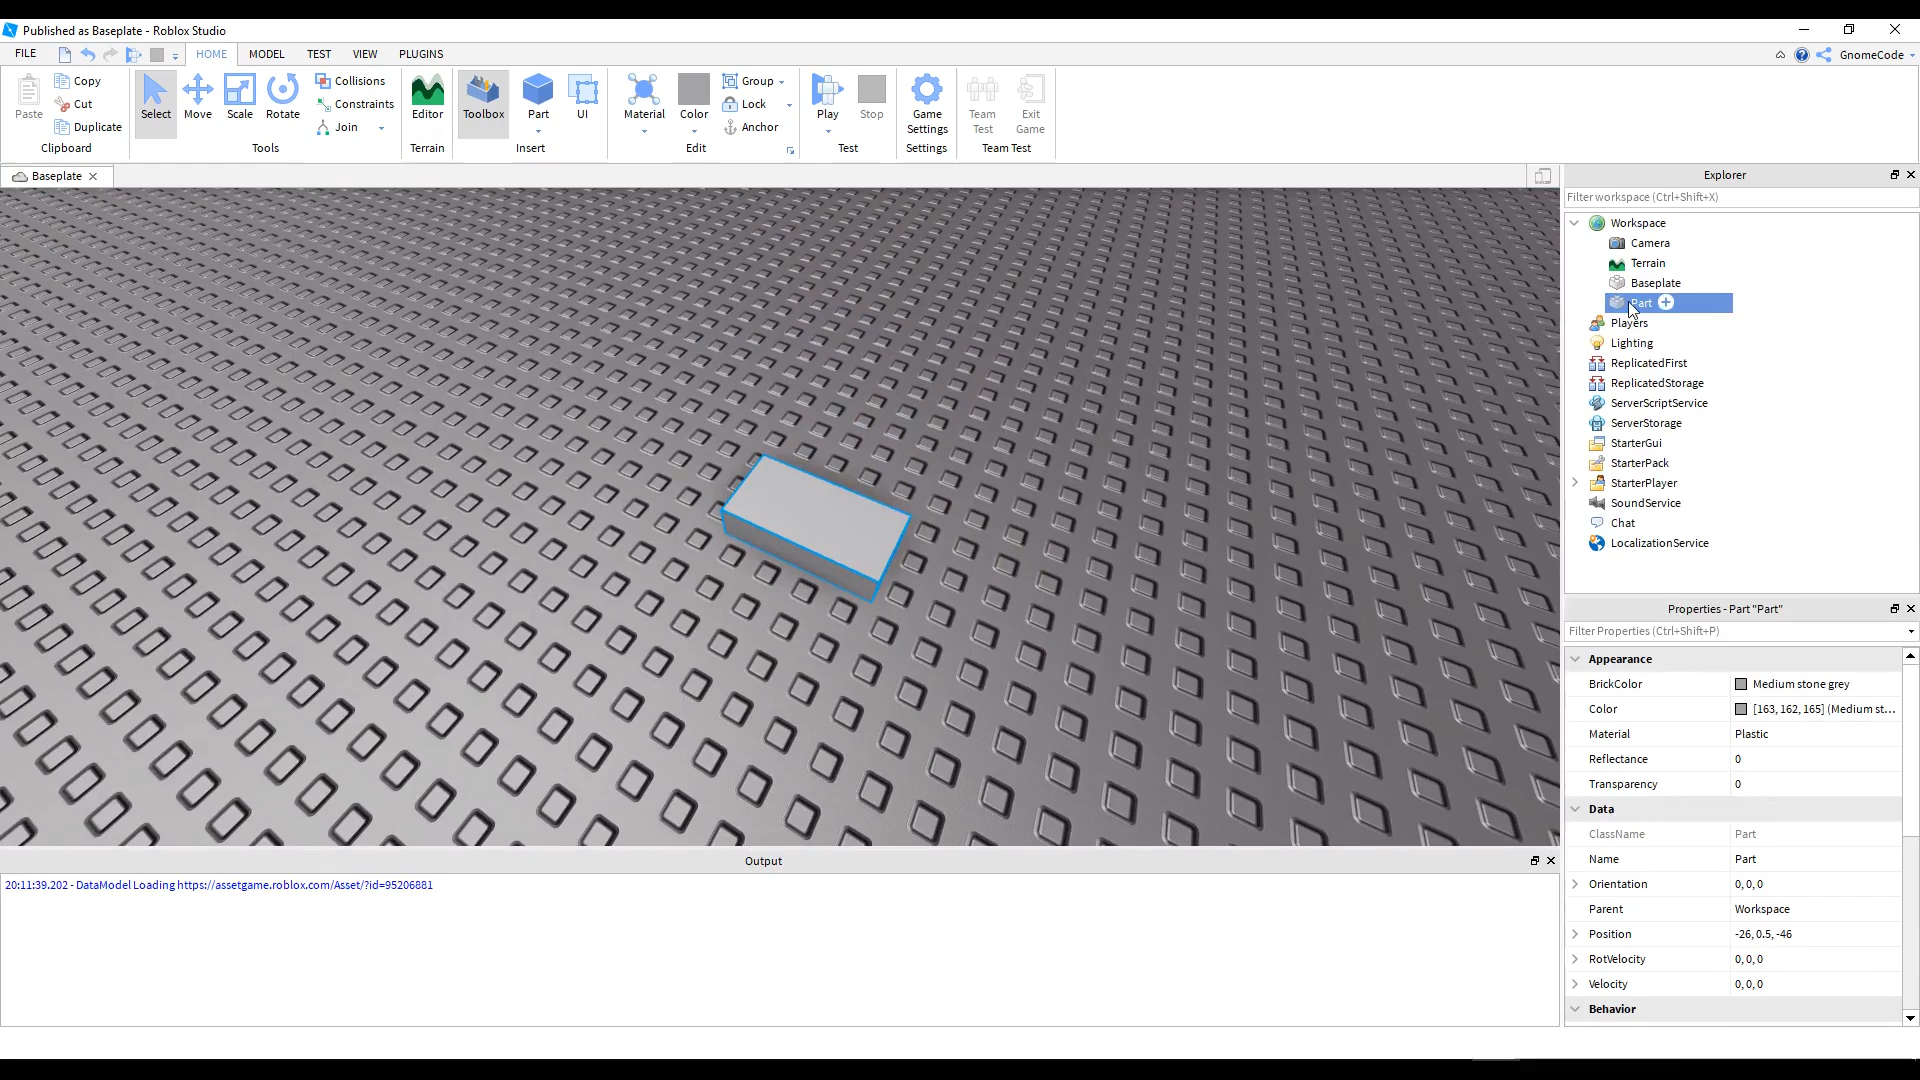 Published as Baseplate - Roblox Studio
FILE HOME MODEL TEST VIEW PLUGINS GnomeCode
Paste
Copy
Cut
Duplicate
Clipboard
Select
Move
Scale
Rotate
Collisions
Constraints
Join
Tools
Editor
Terrain
Toolbox
Part
UI
Insert
Material
Color
Group
Lock
Anchor
Edit
Play
Stop
Test
Game
Settings
Settings
Team
Test
Exit
Game
Team Test
Baseplate
Explorer
Filter workspace (Ctrl+Shift+X)
Workspace
Camera
Terrain
Baseplate
Part
Players
Lighting
ReplicatedFirst
ReplicatedStorage
ServerScriptService
ServerStorage
StarterGui
StarterPack
StarterPlayer
SoundService
Chat
LocalizationService
Properties - Part "Part"
Filter Properties (Ctrl+Shift+P)
Appearance
BrickColor Medium stone grey
Color [163, 162, 165] (Medium st...
Material Plastic
Reflectance 0
Transparency 0
Data
ClassName Part
Name Part
Orientation 0, 0, 0
Parent Workspace
Position -26, 0.5, -46
RotVelocity 0, 0, 0
Velocity 0, 0, 0
Behavior
Output
20:11:39.202 - DataModel Loading https://assetgame.roblox.com/Asset/?id=95206881